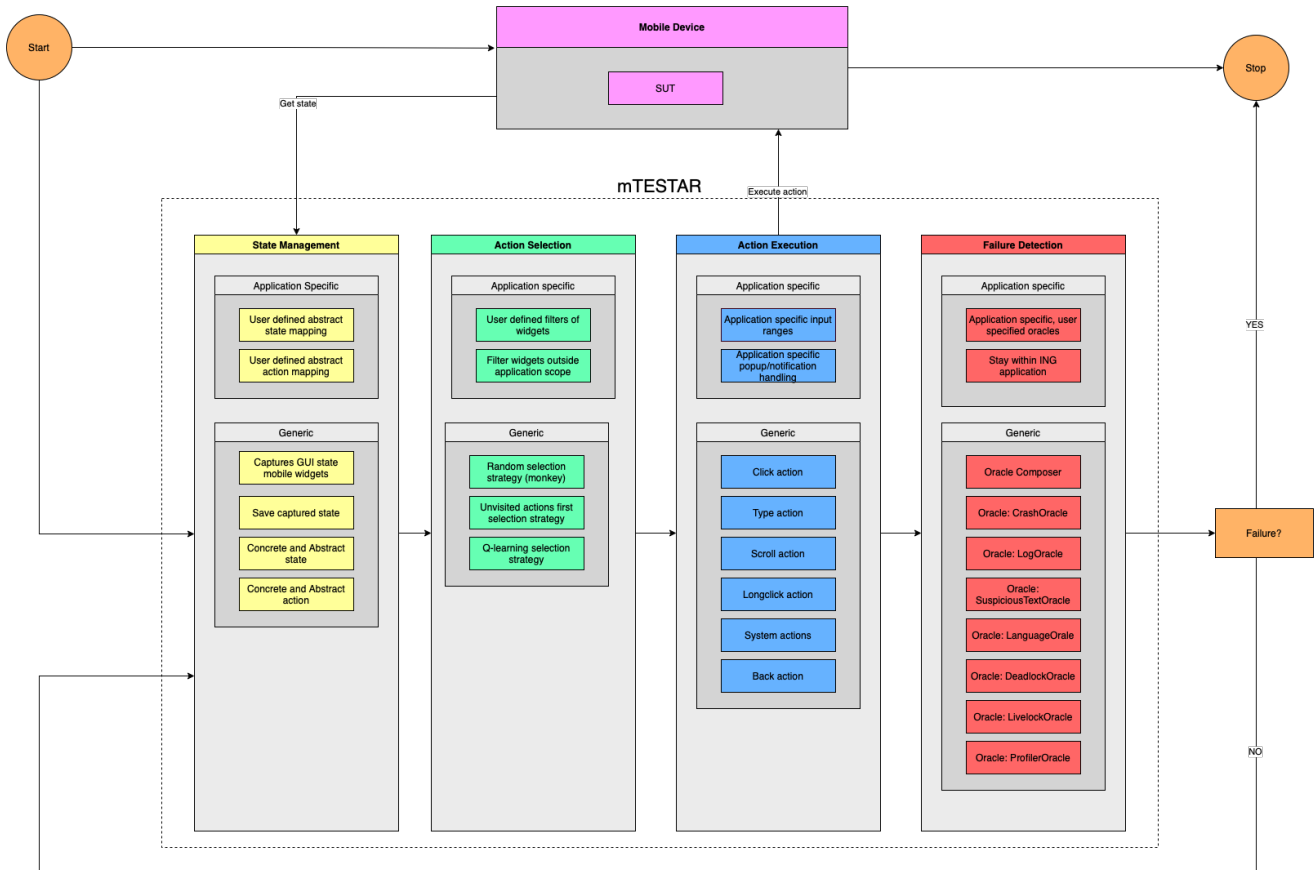 Start
Mobile Device
SUT
Stop
Get state
Execute action
mTESTAR
State Management
Application Specific
User defined abstract
state mapping
User defined abstract
action mapping
Generic
Captures GUI state
mobile widgets
Save captured state
Concrete and Abstract
state
Concrete and Abstract
action
Action Selection
Application specific
User defined filters of
widgets
Filter widgets outside
application scope
Generic
Random selection
strategy (monkey)
Unvisited actions first
selection strategy
Q-learning selection
strategy
Action Execution
Application specific
Application specific input
ranges
Application specific
popup/notification
handling
Generic
Click action
Type action
Scroll action
Longclick action
System actions
Back action
Failure Detection
Application specific
Application specific, user
specified oracles
Stay within ING
application
Generic
Oracle Composer
Oracle: CrashOracle
Oracle: LogOracle
Oracle:
SuspiciousTextOracle
Oracle: LanguageOrale
Oracle: DeadlockOracle
Oracle: LivelockOracle
Oracle: ProfilerOracle
YES
Failure?
NO